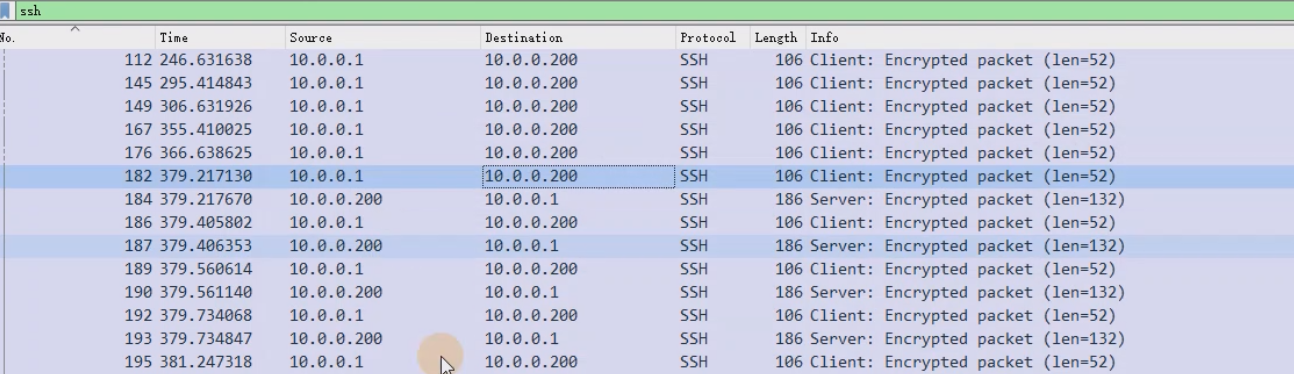 ssh
No. Time Source Destination Protocol Length Info
112 246.631638 10.0.0.1 10.0.0.200 SSH 106 Client: Encrypted packet (len=52)
145 295.414843 10.0.0.1 10.0.0.200 SSH 106 Client: Encrypted packet (len=52)
149 306.631926 10.0.0.1 10.0.0.200 SSH 106 Client: Encrypted packet (len=52)
167 355.410025 10.0.0.1 10.0.0.200 SSH 106 Client: Encrypted packet (len=52)
176 366.638625 10.0.0.1 10.0.0.200 SSH 106 Client: Encrypted packet (len=52)
182 379.217130 10.0.0.1 10.0.0.200 SSH 106 Client: Encrypted packet (len=52)
184 379.217670 10.0.0.200 10.0.0.1 SSH 186 Server: Encrypted packet (len=132)
186 379.405802 10.0.0.1 10.0.0.200 SSH 106 Client: Encrypted packet (len=52)
187 379.406353 10.0.0.200 10.0.0.1 SSH 186 Server: Encrypted packet (len=132)
189 379.560614 10.0.0.1 10.0.0.200 SSH 106 Client: Encrypted packet (len=52)
190 379.561140 10.0.0.200 10.0.0.1 SSH 186 Server: Encrypted packet (len=132)
192 379.734068 10.0.0.1 10.0.0.200 SSH 106 Client: Encrypted packet (len=52)
193 379.734847 10.0.0.200 10.0.0.1 SSH 186 Server: Encrypted packet (len=132)
195 381.247318 10.0.0.1 10.0.0.200 SSH 106 Client: Encrypted packet (len=52)